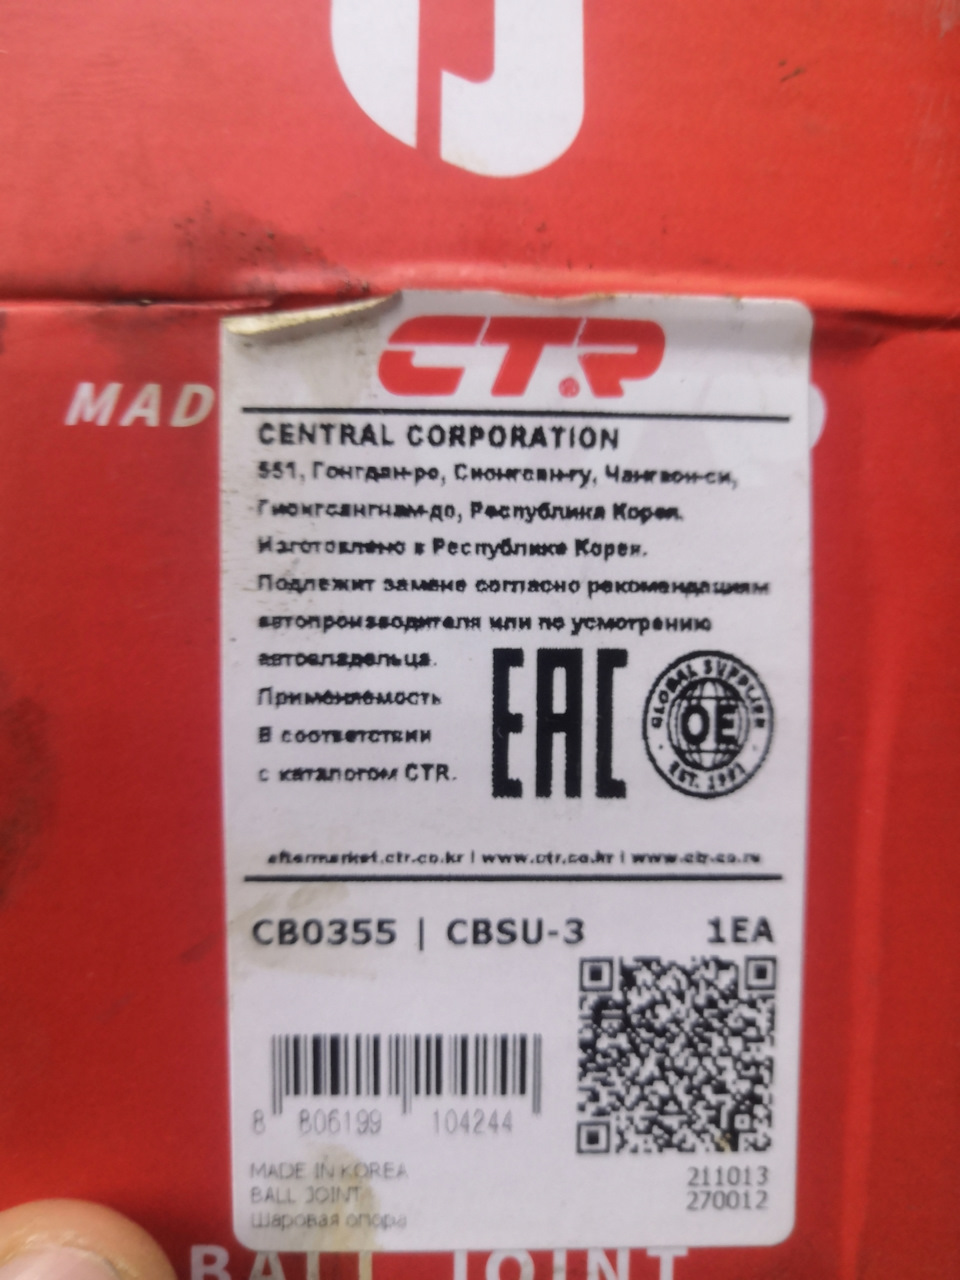 CTR
MAD
CENTRAL CORPORATION
551, Гонгдан-ро, Сионгсан-гу, Чангвон-си,
Гионгсангнам-до, Республика Корея.
Изготовлено в Республике Корея.
Подлежит замене согласно рекомендациям
автопроизводителя или по усмотрению
автовладельца.
Применяемость
В соответствии
с каталогом CTR.
EAC
GLOBAL SUPPLIER
OE
EST. 1991
aftermarket.ctr.co.kr | www.ctr.co.kr | www.ctr.co.ru
CB0355 | CBSU-3 1EA
8 806199 104244
MADE IN KOREA
BALL JOINT
Шаровая опора
211013
270012
BALL JOINT